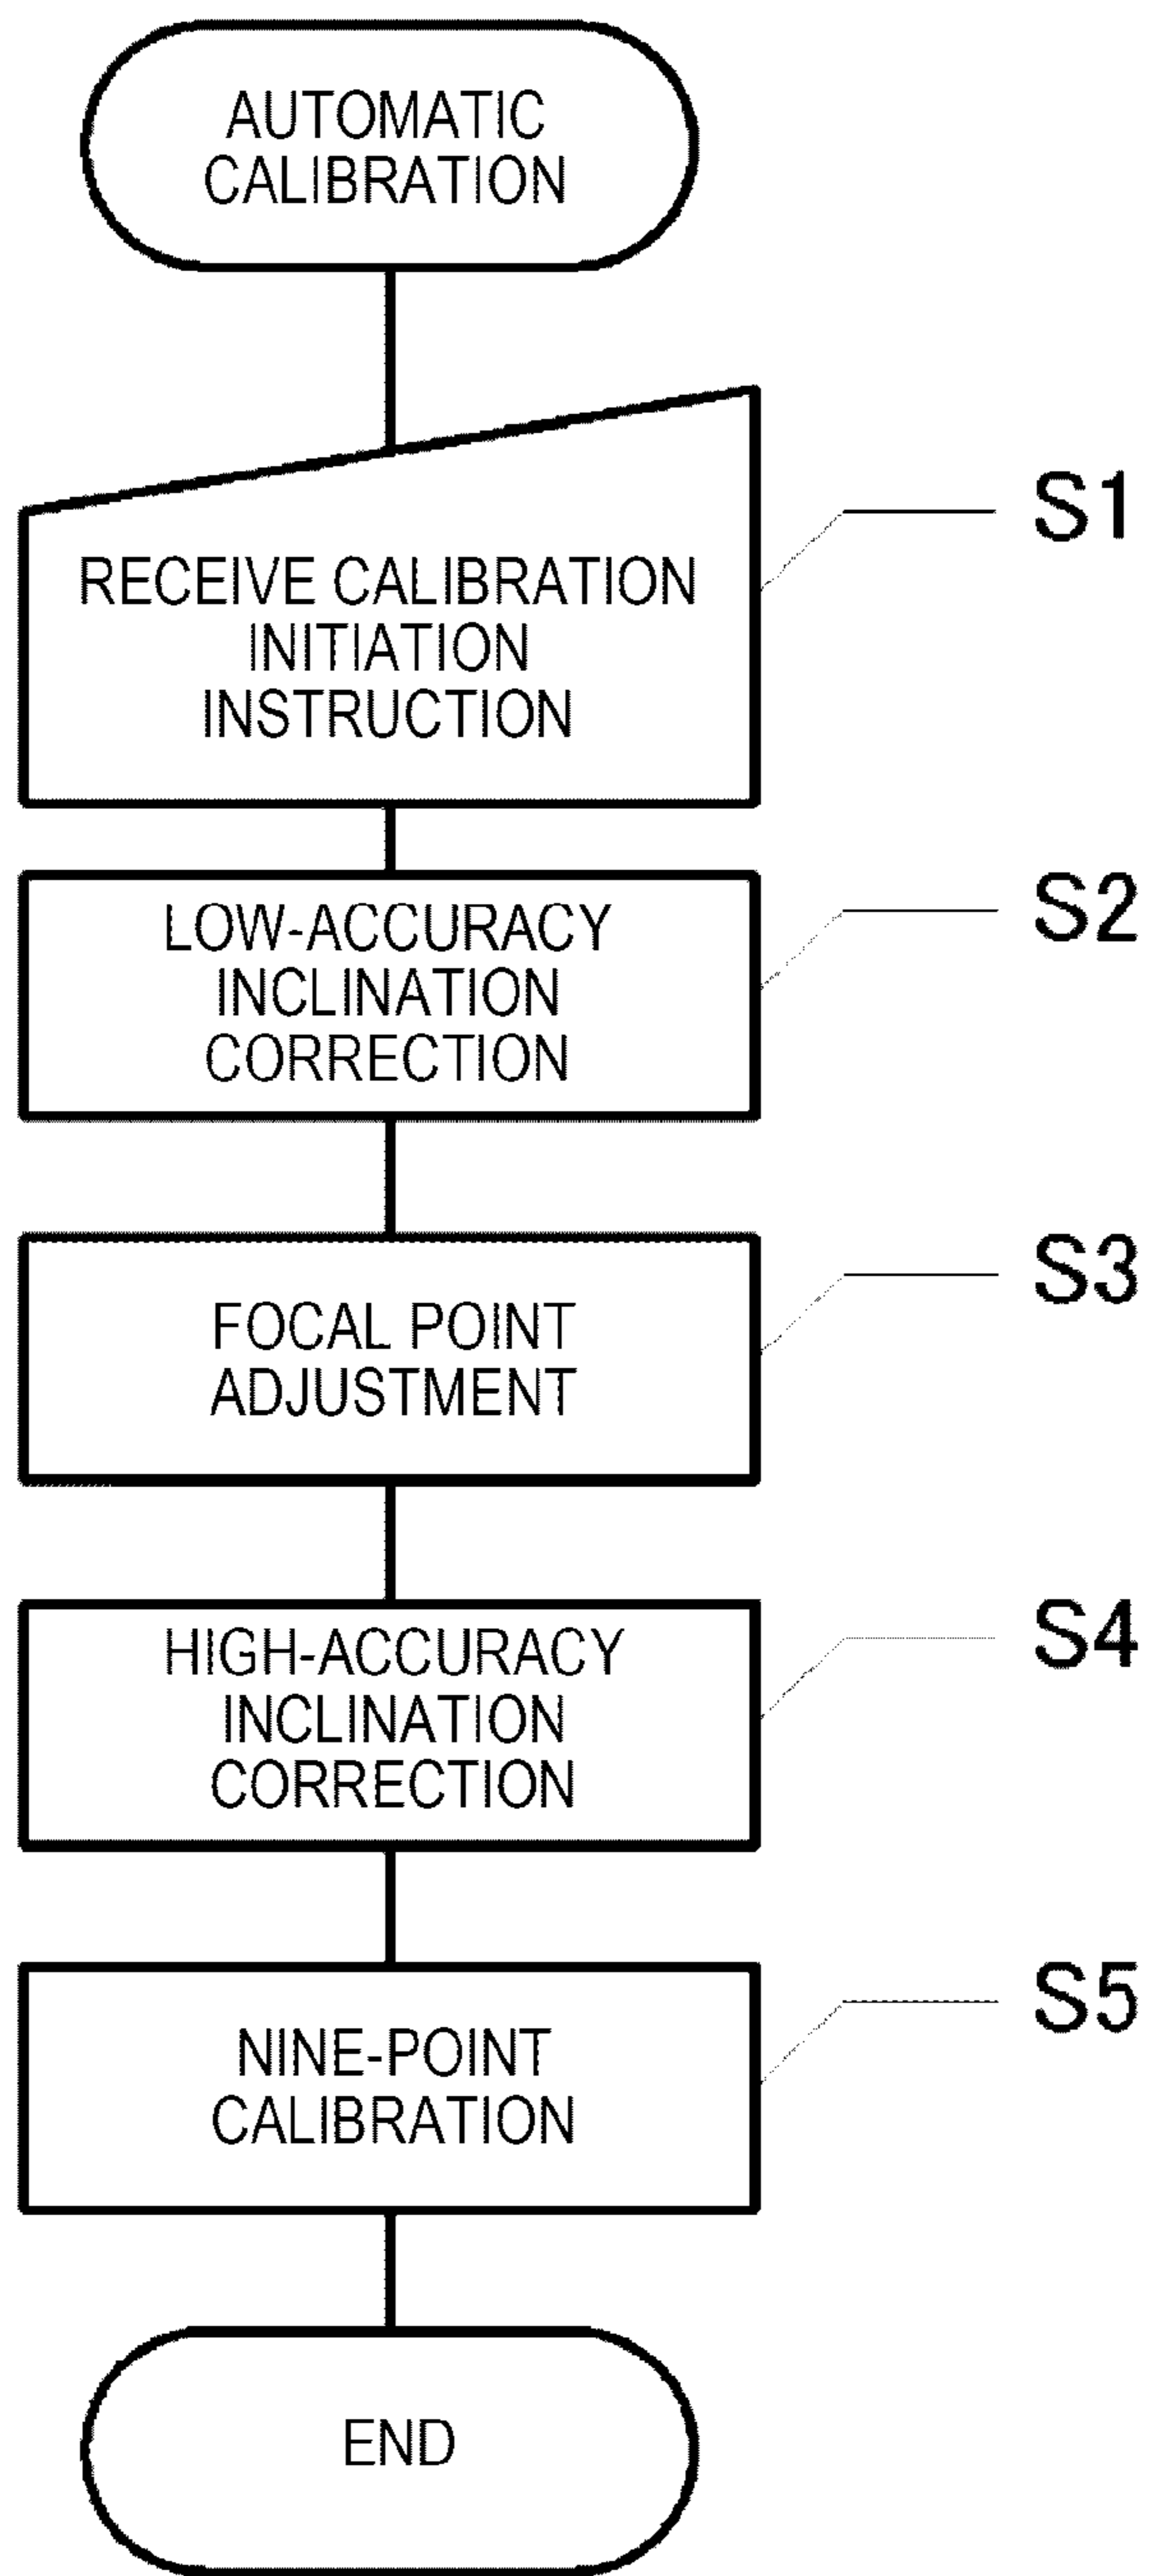 AUTOMATIC
CALIBRATION
RECEIVE CALIBRATION
INITIATION
INSTRUCTION
S1
LOW-ACCURACY
INCLINATION
CORRECTION
S2
FOCAL POINT
ADJUSTMENT
S3
HIGH-ACCURACY
INCLINATION
CORRECTION
S4
NINE-POINT
CALIBRATION
S5
END